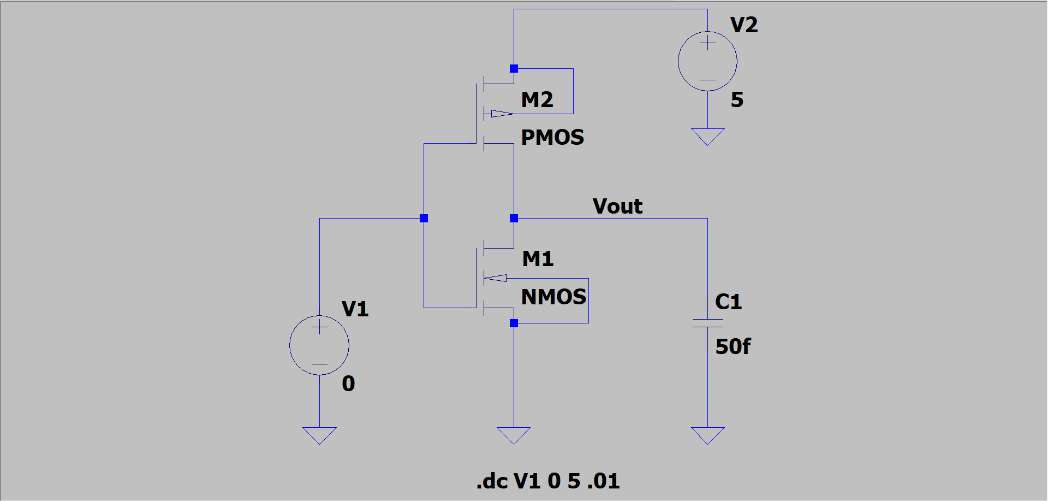 V2
5
M2
PMOS
Vout
M1
NMOS
V1
0
C1
50f
.dc V1 0 5 .01